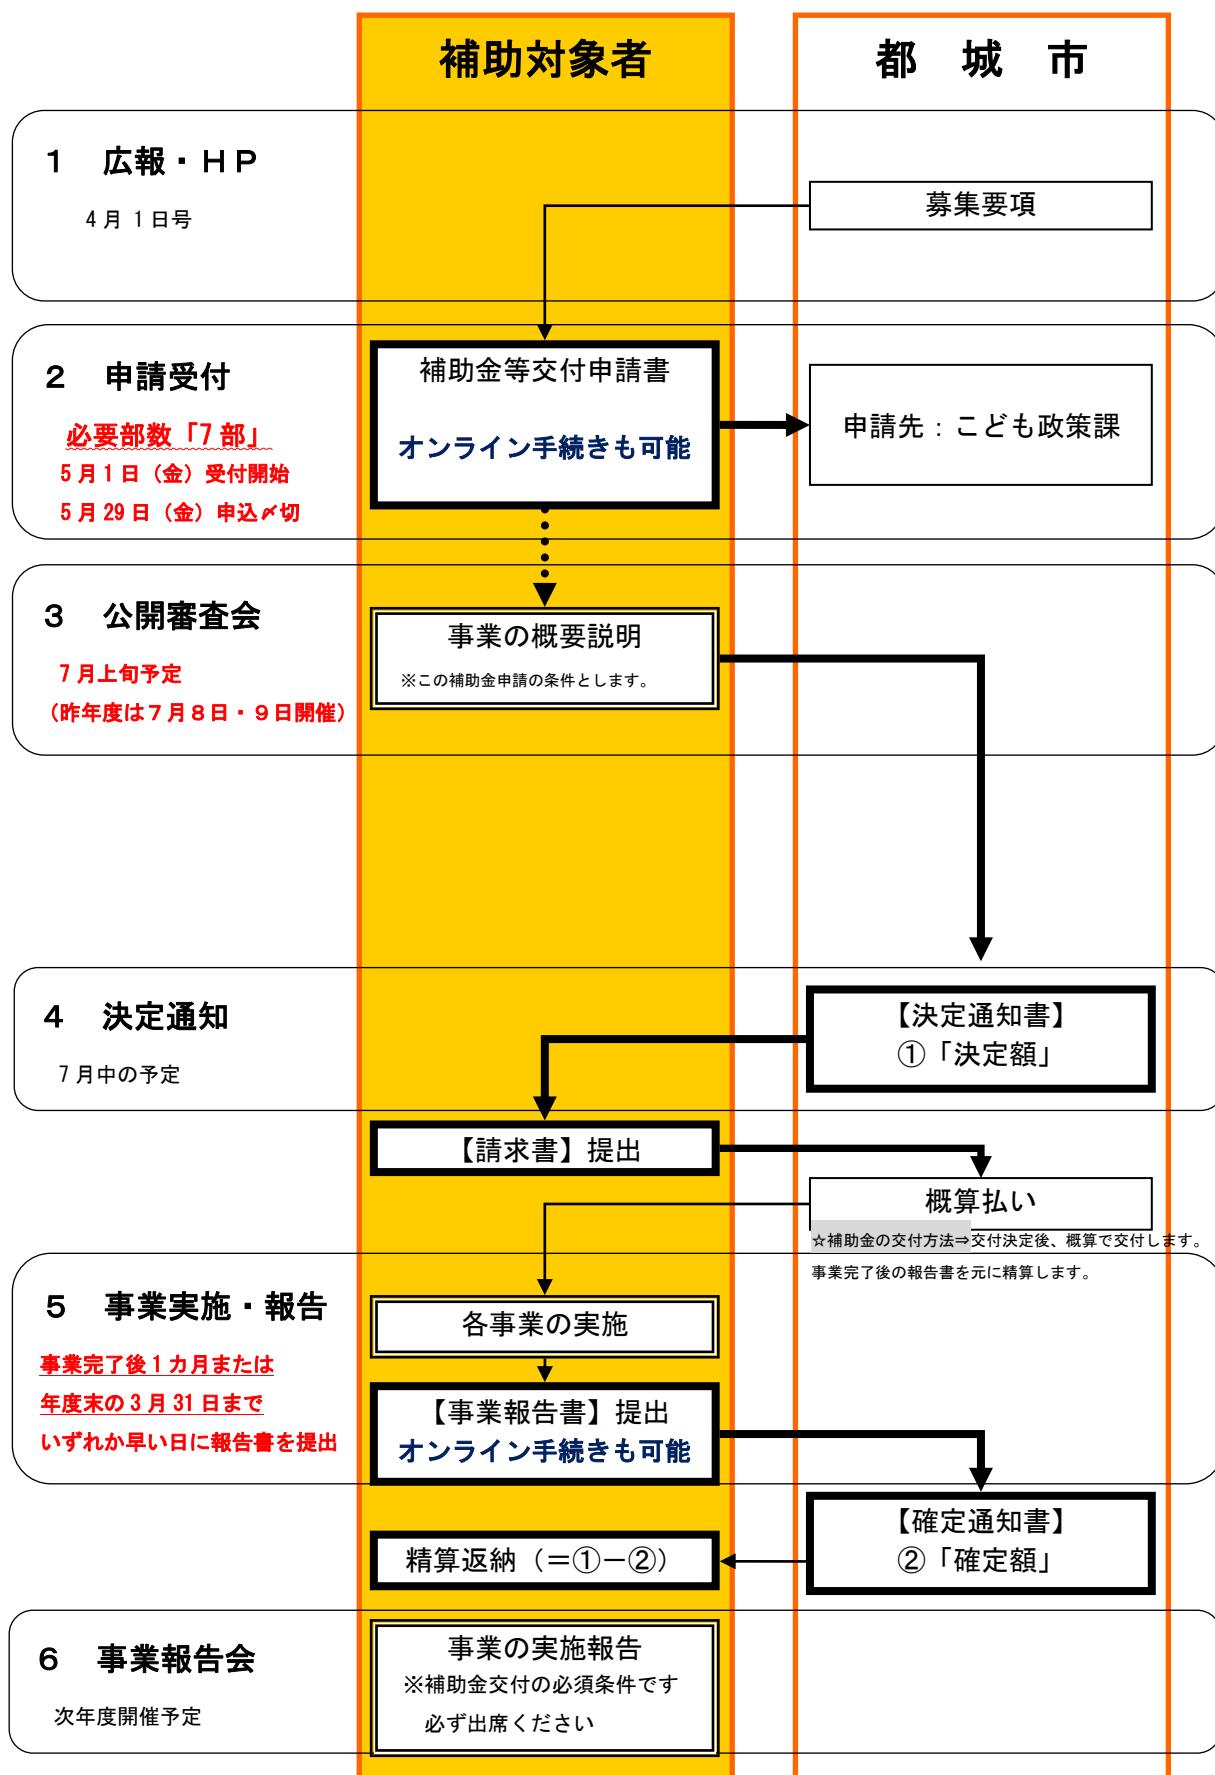 補助対象者
都 城 市
1 広報・HP
4月1日号
募集要項
2 申請受付
必要部数「7部」
5月1日（金）受付開始
5月29日（金）申込〆切
補助金等交付申請書
オンライン手続きも可能
申請先：こども政策課
3 公開審査会
7月上旬予定
（昨年度は7月8日・9日開催）
事業の概要説明
※この補助金申請の条件とします。
4 決定通知
7月中の予定
【決定通知書】
①「決定額」
【請求書】提出
概算払い
☆補助金の交付方法⇒交付決定後、概算で交付します。
事業完了後の報告書を元に精算します。
5 事業実施・報告
事業完了後1カ月または
年度末の3月31日まで
いずれか早い日に報告書を提出
各事業の実施
【事業報告書】提出
オンライン手続きも可能
【確定通知書】
②「確定額」
精算返納（＝①－②）
6 事業報告会
次年度開催予定
事業の実施報告
※補助金交付の必須条件です
必ず出席ください